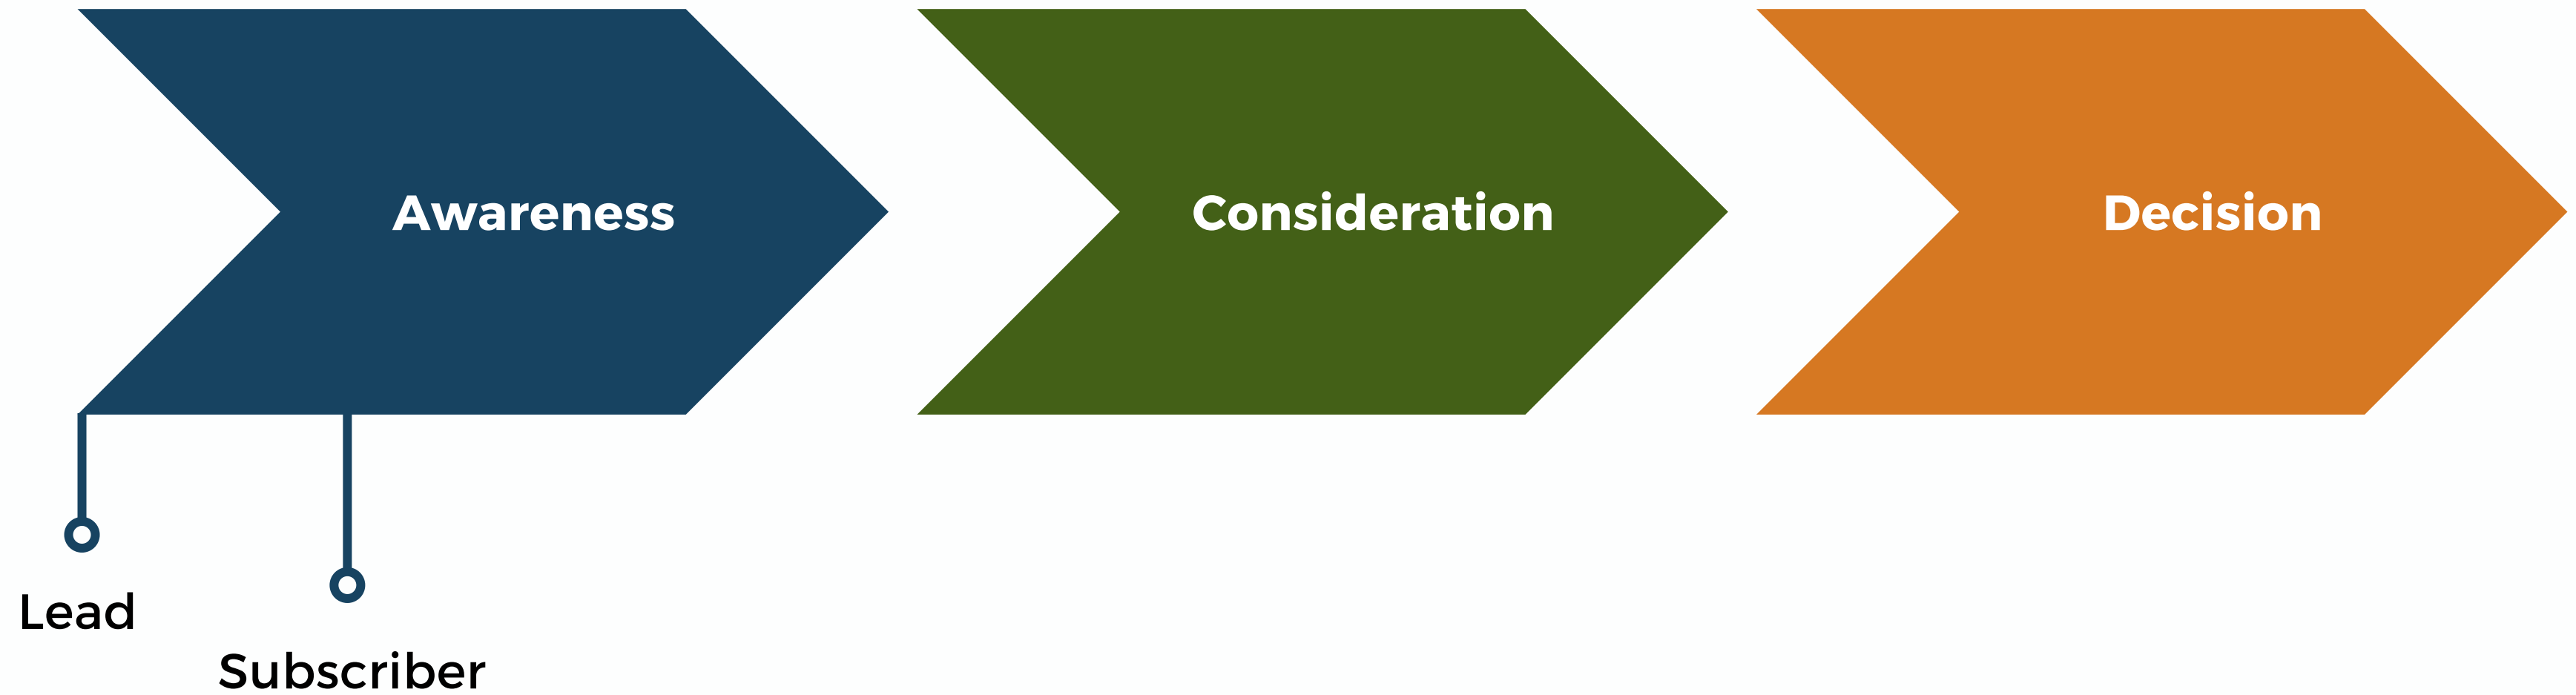 Awareness
Consideration
Decision
Lead
Subscriber